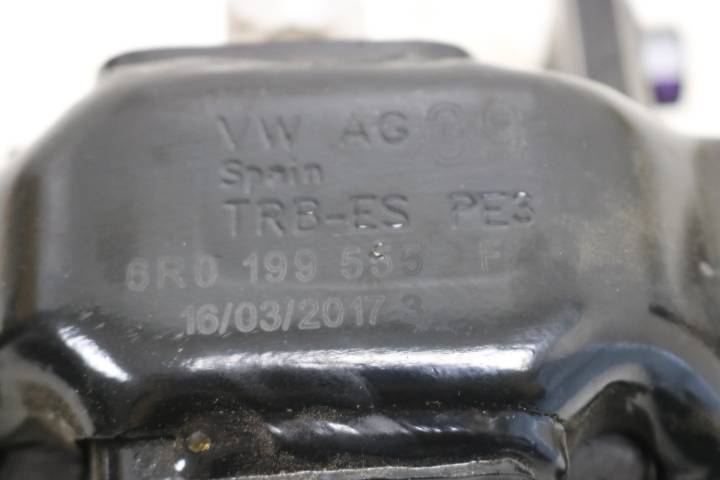 VW AG
Spain
TRB-ES PE3
6R0 199 555 F
16/03/2017 3